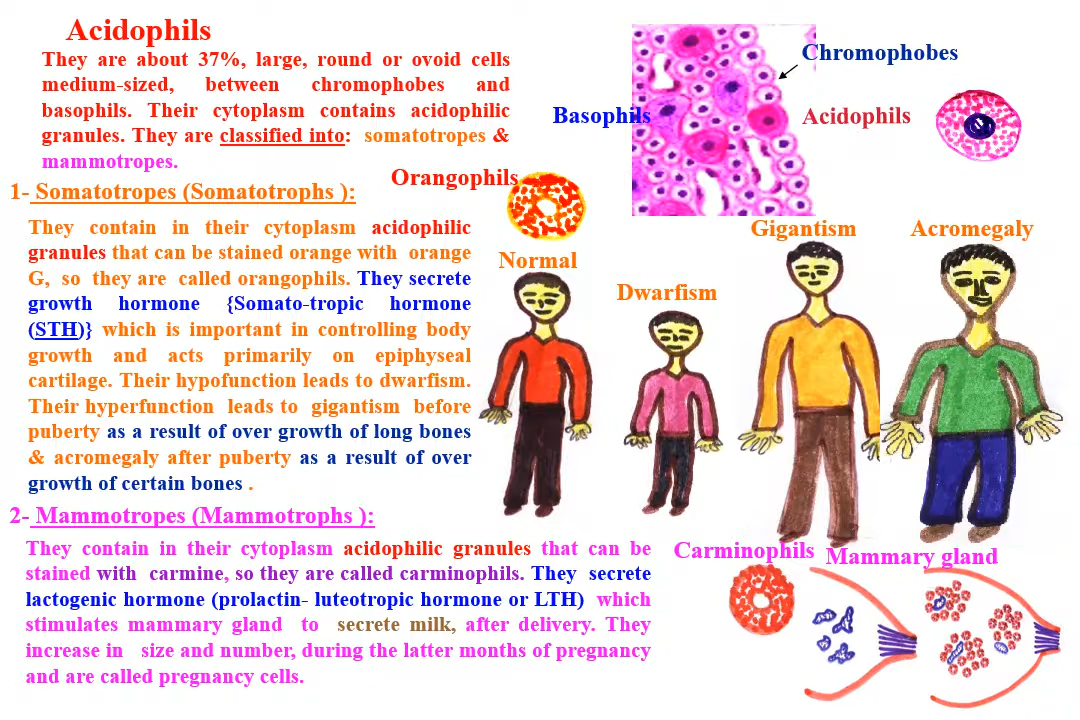 Acidophils
They are about 37%, large, round or ovoid cells
medium-sized, between chromophobes and
basophils. Their cytoplasm contains acidophilic
granules. They are classified into: somatotropes &
mammotropes.
Chromophobes
Basophils
Acidophils
1- Somatotropes (Somatotrophs ):
Orangophils
They contain in their cytoplasm acidophilic
granules that can be stained orange with orange
G, so they are called orangophils. They secrete
growth hormone {Somato-tropic hormone
(STH)} which is important in controlling body
growth and acts primarily on epiphyseal
cartilage. Their hypofunction leads to dwarfism.
Their hyperfunction leads to gigantism before
puberty as a result of over growth of long bones
& acromegaly after puberty as a result of over
growth of certain bones .
Normal
Dwarfism
Gigantism
Acromegaly
2- Mammotropes (Mammotrophs ):
They contain in their cytoplasm acidophilic granules that can be
stained with carmine, so they are called carminophils. They secrete
lactogenic hormone (prolactin- luteotropic hormone or LTH) which
stimulates mammary gland to secrete milk, after delivery. They
increase in size and number, during the latter months of pregnancy
and are called pregnancy cells.
Carminophils
Mammary gland